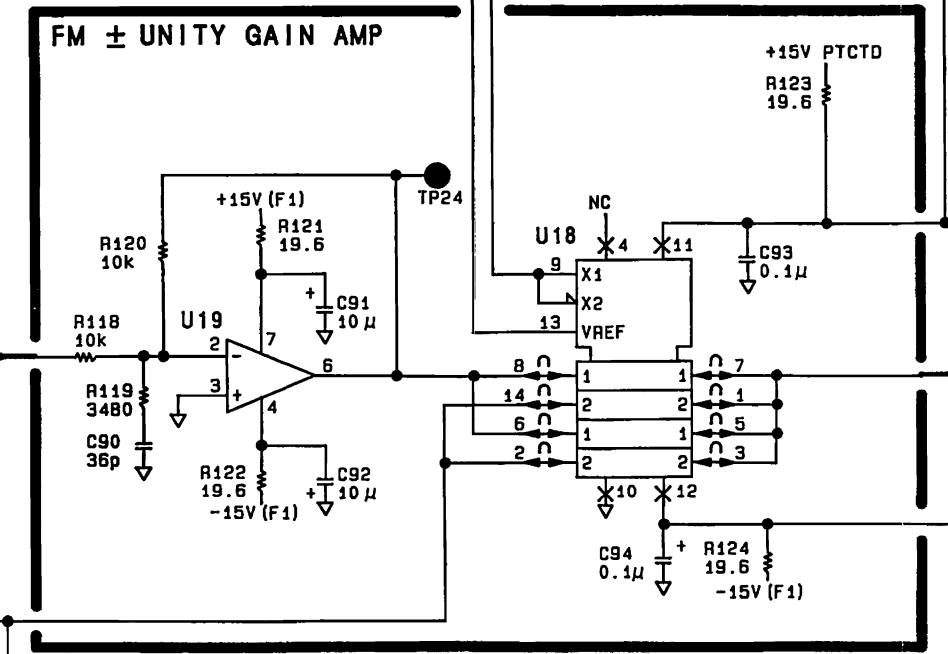 FM ± UNITY GAIN AMP
+15V PTCTD
R123
19.6
TP24
+15V(F1)
R121
19.6
NC
U18
4
11
C93
0.1µ
R120
10k
9
X1
X2
13
VREF
+
C91
10µ
R118
10k
U19
2
-
7
6
3
+
4
8
1
1
7
14
2
2
1
6
1
1
5
2
2
2
3
R119
3480
C90
36p
R122
19.6
-15V(F1)
+
C92
10µ
10
12
C94
0.1µ
+
R124
19.6
-15V(F1)